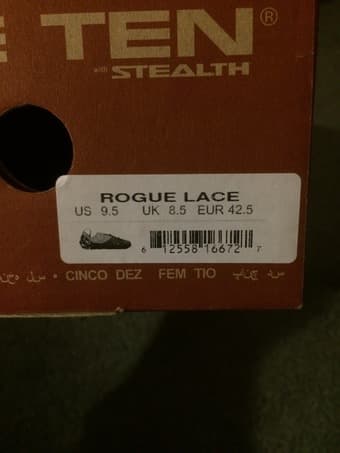 E TEN®
with STEALTH
ROGUE LACE
US 9.5 UK 8.5 EUR 42.5
6 12558 16672 7
• CINCO DEZ FEM TIO